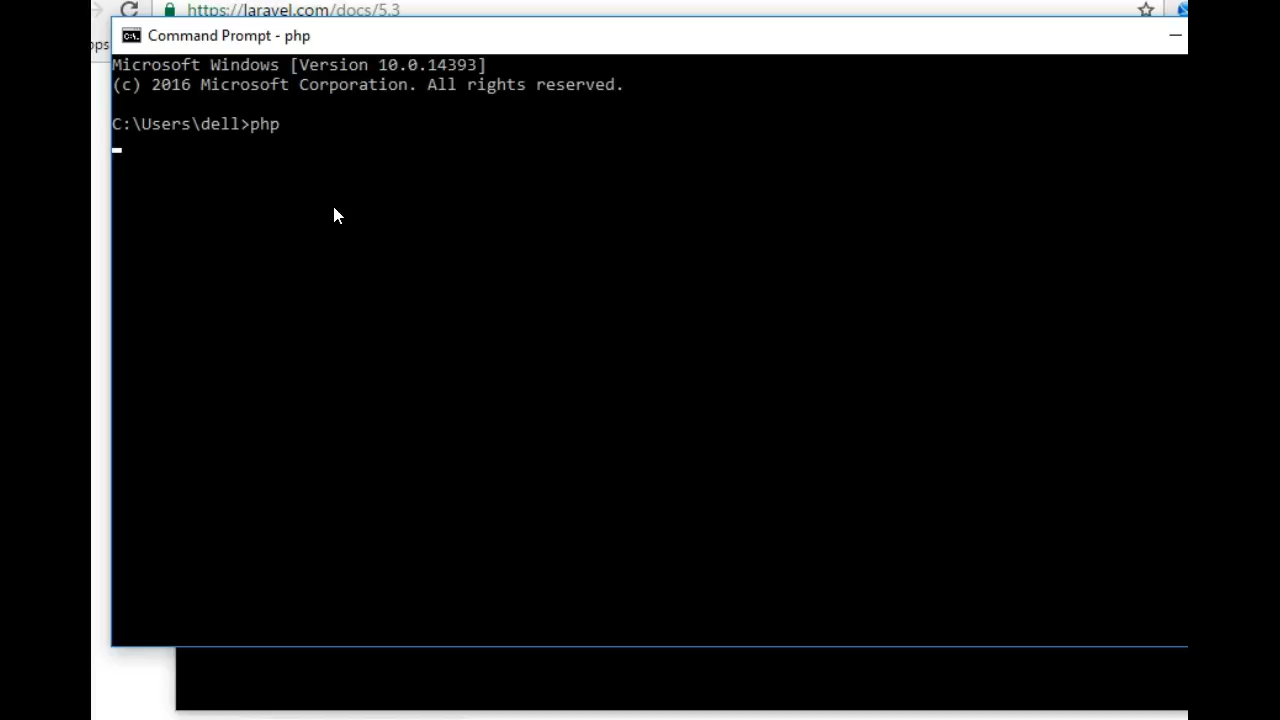 https://laravel.com/docs/5.3
Command Prompt - php
ops
Microsoft Windows [Version 10.0.14393]
(c) 2016 Microsoft Corporation. All rights reserved.
C:\Users\dell>php